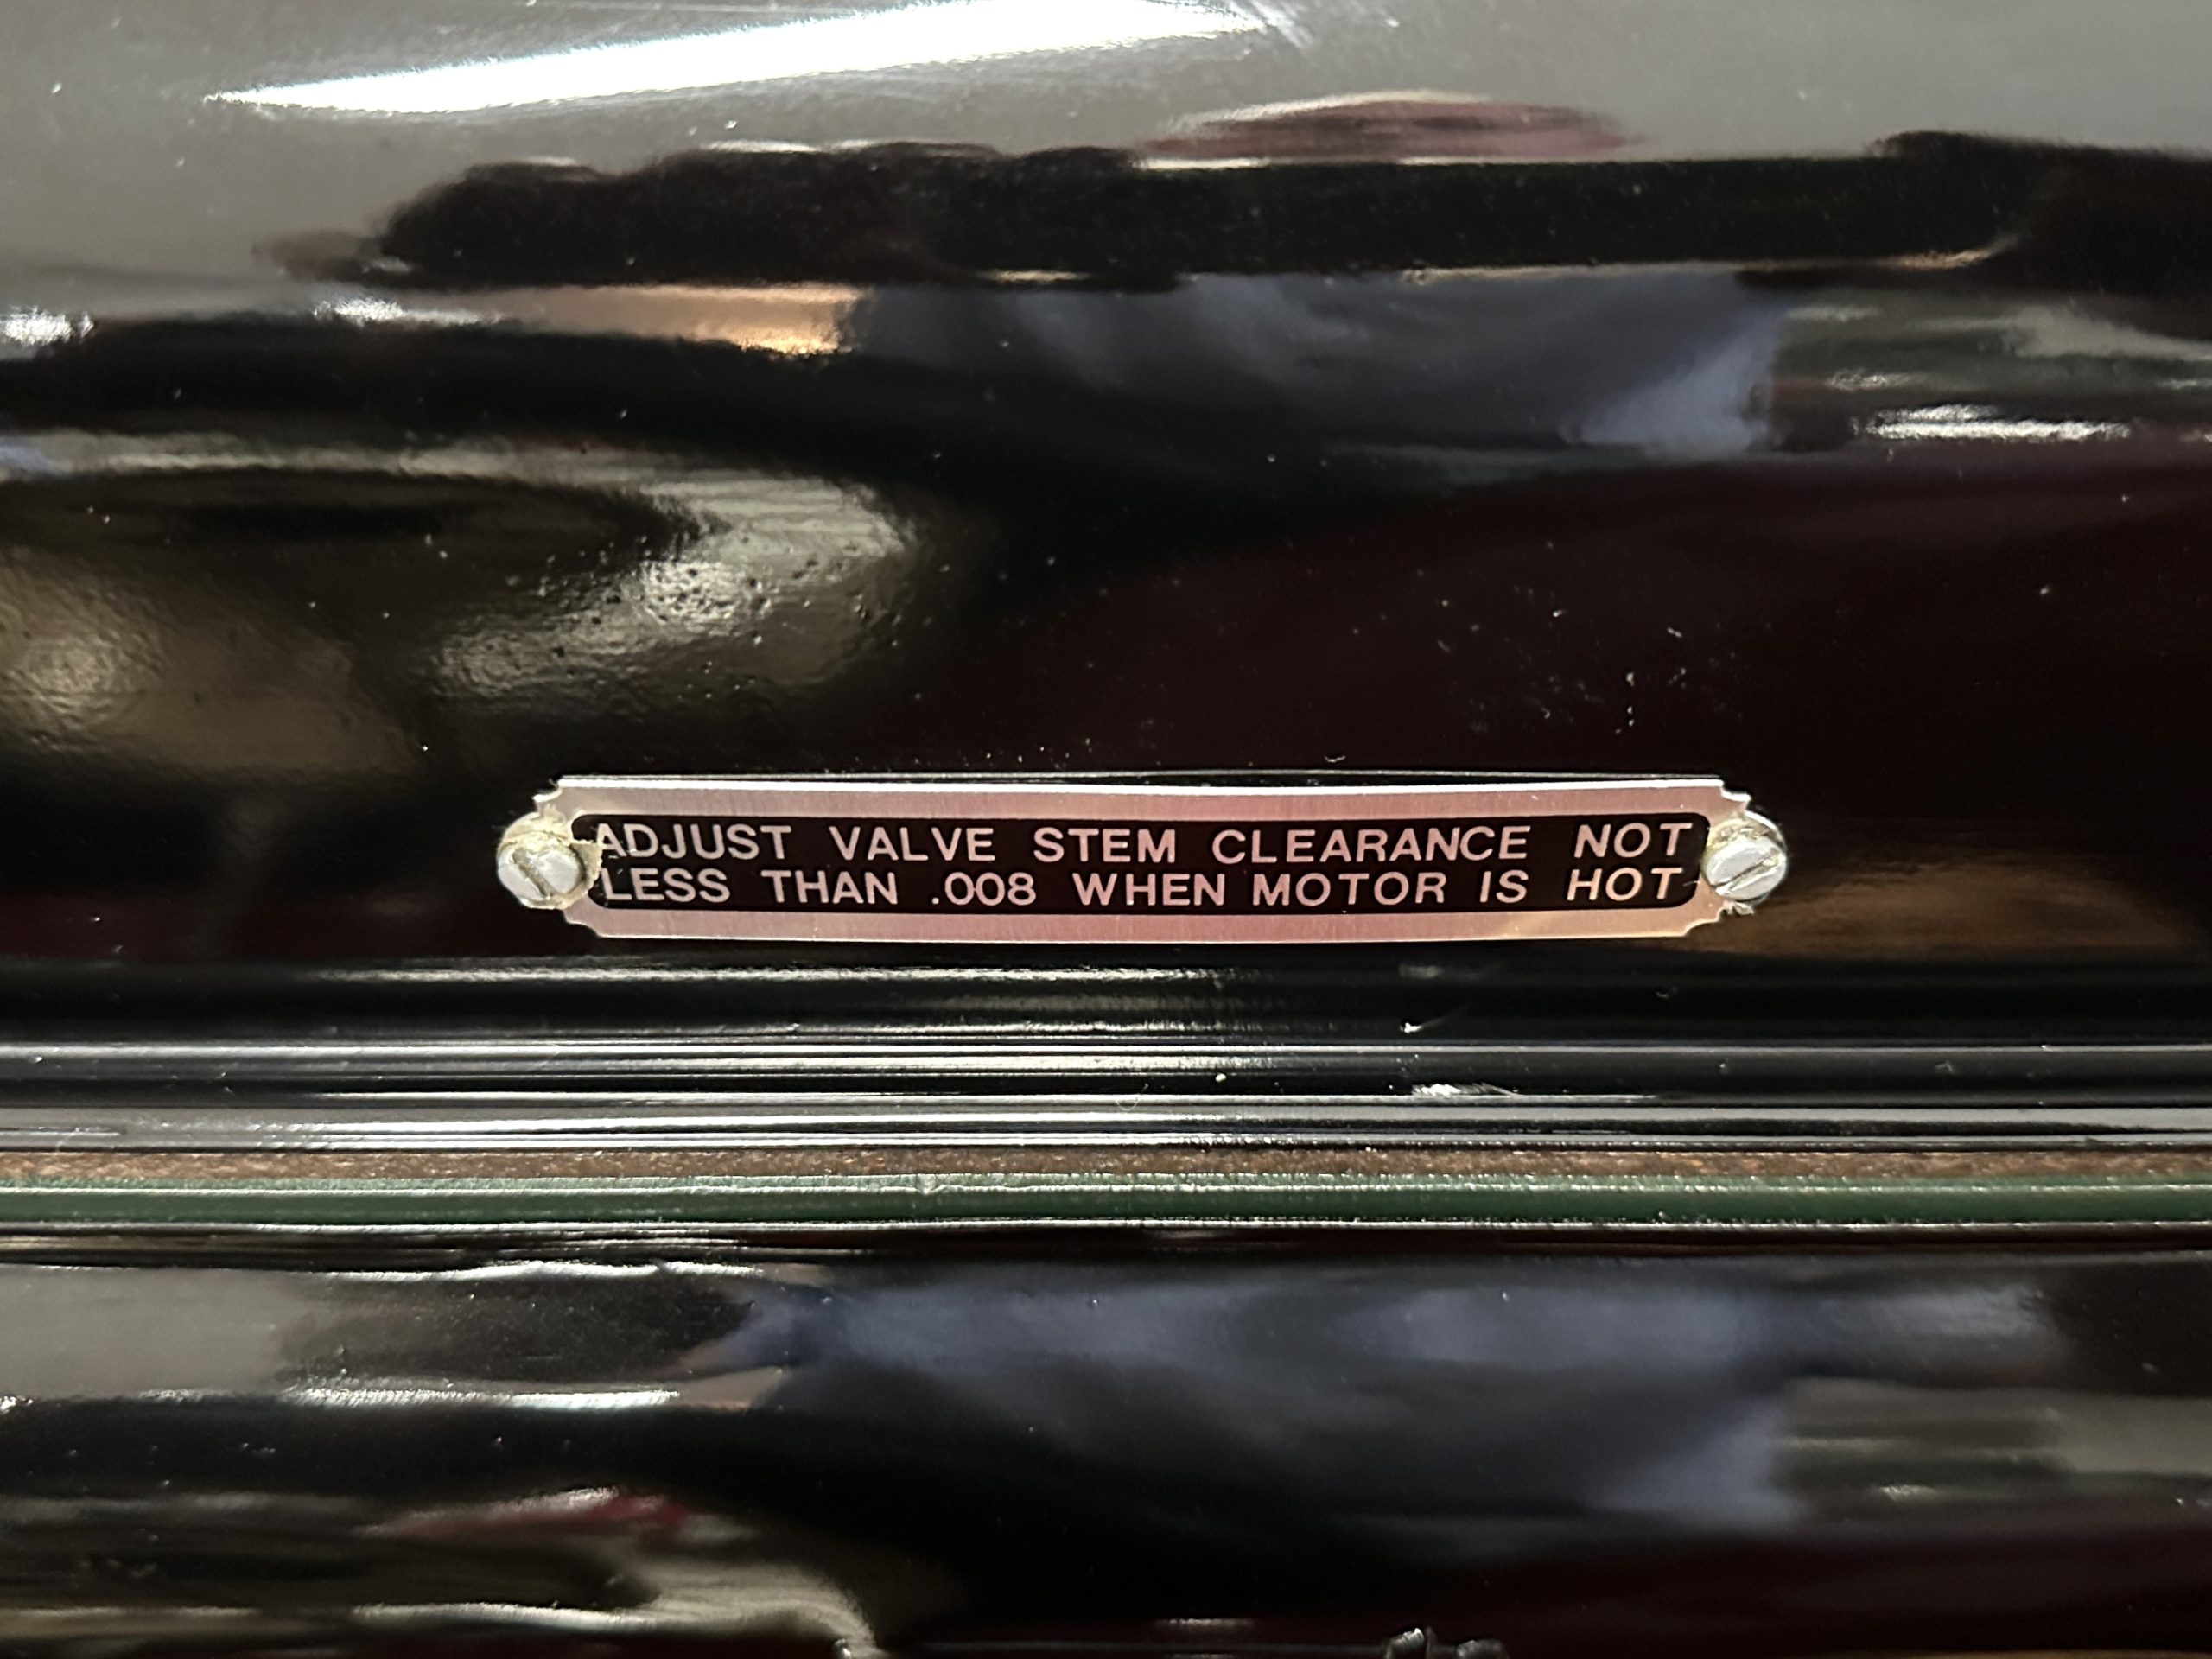 ADJUST VALVE STEM CLEARANCE NOT
LESS THAN .008 WHEN MOTOR IS HOT